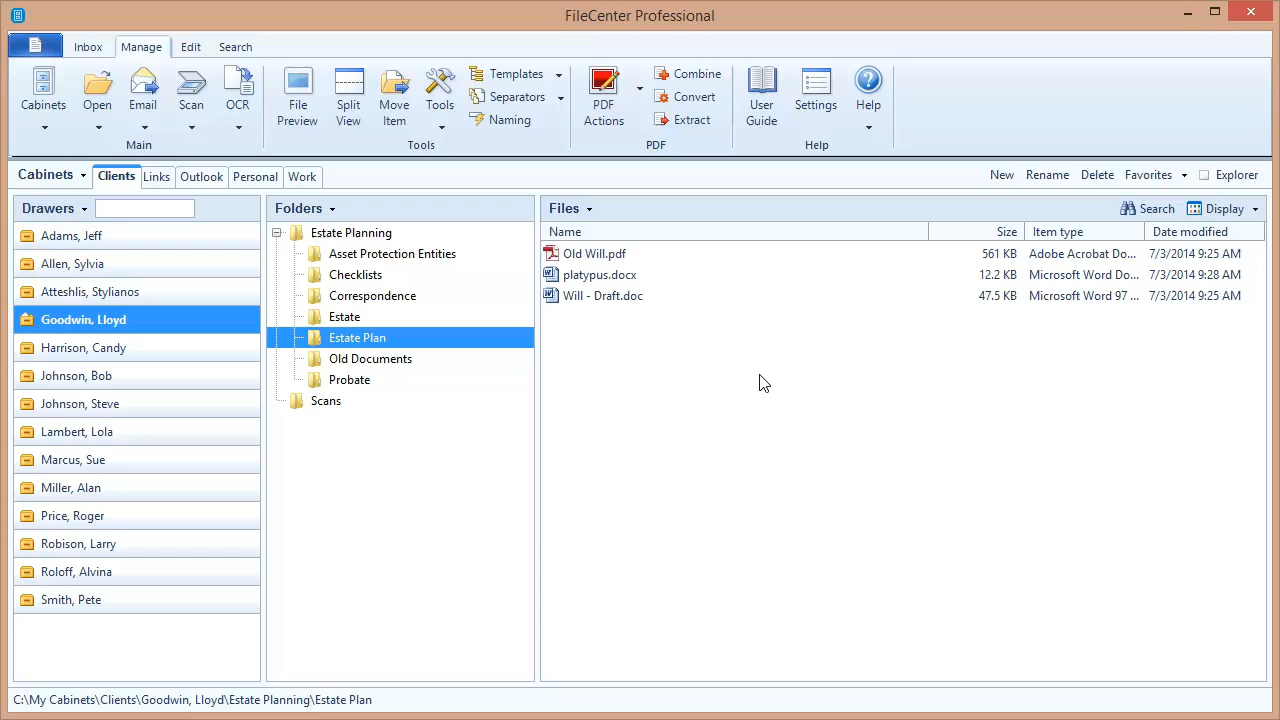 FileCenter Professional
Inbox Manage Edit Search
Cabinets Open Email Scan OCR
Main
File Preview Split View Move Item Tools
Templates
Separators
Naming
Tools
PDF Actions
Combine
Convert
Extract
PDF
User Guide Settings Help
Help
Cabinets Clients Links Outlook Personal Work New Rename Delete Favorites Explorer
Drawers
Adams, Jeff
Allen, Sylvia
Atteshlis, Stylianos
Goodwin, Lloyd
Harrison, Candy
Johnson, Bob
Johnson, Steve
Lambert, Lola
Marcus, Sue
Miller, Alan
Price, Roger
Robison, Larry
Roloff, Alvina
Smith, Pete
Folders
Estate Planning
Asset Protection Entities
Checklists
Correspondence
Estate
Estate Plan
Old Documents
Probate
Scans
Files Search Display
Name Size Item type Date modified
Old Will.pdf 561 KB Adobe Acrobat Do... 7/3/2014 9:25 AM
platypus.docx 12.2 KB Microsoft Word Do... 7/3/2014 9:28 AM
Will - Draft.doc 47.5 KB Microsoft Word 97 ... 7/3/2014 9:25 AM
C:\My Cabinets\Clients\Goodwin, Lloyd\Estate Planning\Estate Plan